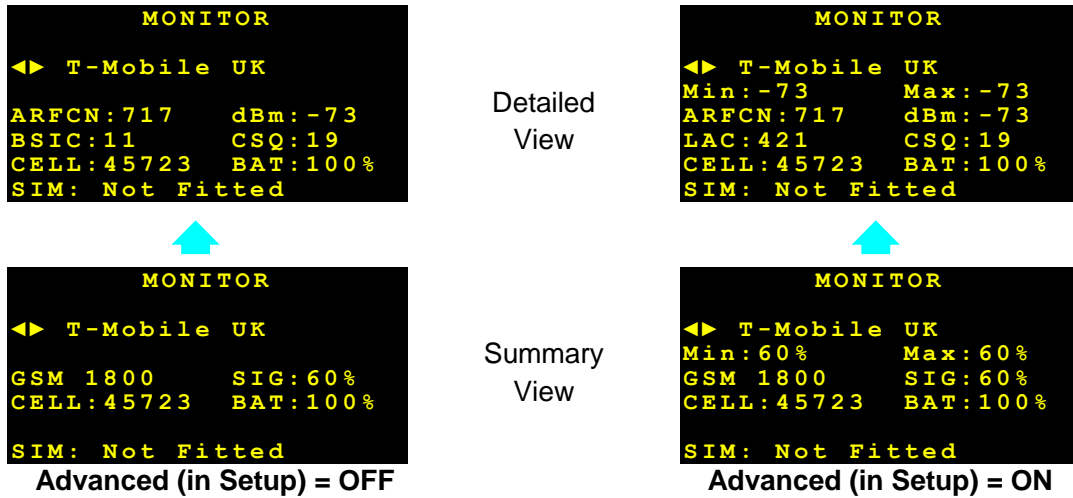 MONITOR
◄► T-Mobile UK
ARFCN:717 dBm:-73
BSIC:11 CSQ:19
CELL:45723 BAT:100%
SIM: Not Fitted
Detailed
View
MONITOR
◄► T-Mobile UK
Min:-73 Max:-73
ARFCN:717 dBm:-73
LAC:421 CSQ:19
CELL:45723 BAT:100%
SIM: Not Fitted
MONITOR
◄► T-Mobile UK
GSM 1800 SIG:60%
CELL:45723 BAT:100%
SIM: Not Fitted
Advanced (in Setup) = OFF
Summary
View
MONITOR
◄► T-Mobile UK
Min:60% Max:60%
GSM 1800 SIG:60%
CELL:45723 BAT:100%
SIM: Not Fitted
Advanced (in Setup) = ON